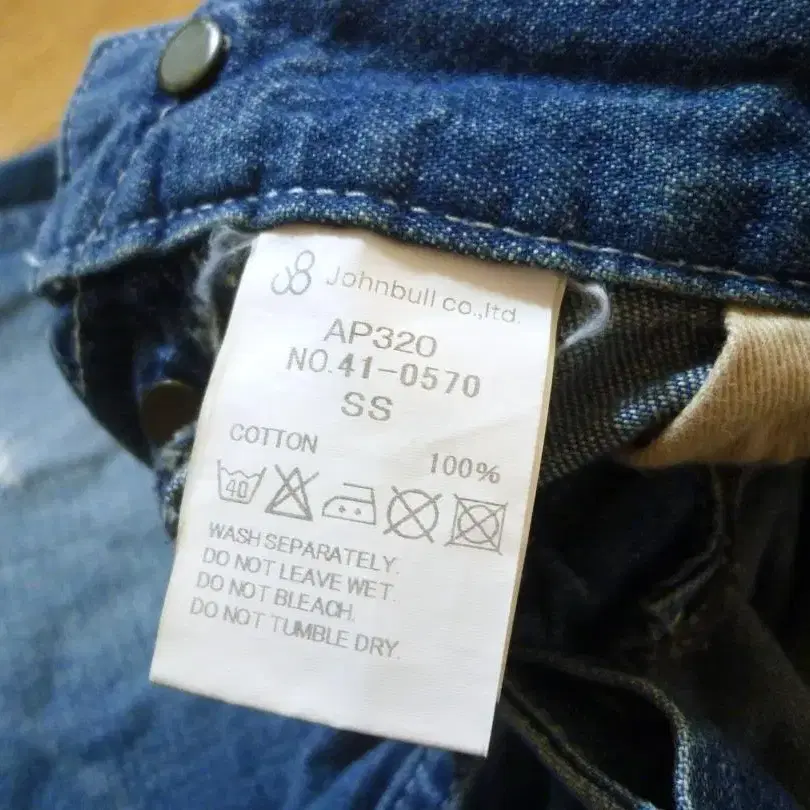 Johnbull co.,ltd.
AP320
NO.41-0570
SS
COTTON 100%
40
WASH SEPARATELY.
DO NOT LEAVE WET.
DO NOT BLEACH.
DO NOT TUMBLE DRY.